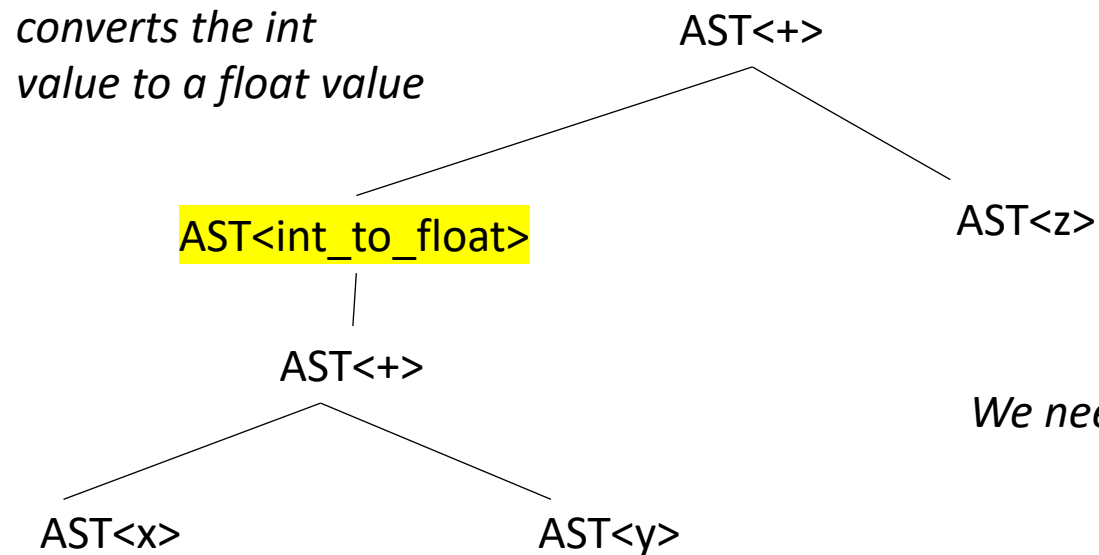 converts the int
value to a float value
AST<+>
AST<int_to_float>
AST<z>
AST<+>
We nee
AST<x>
AST<y>